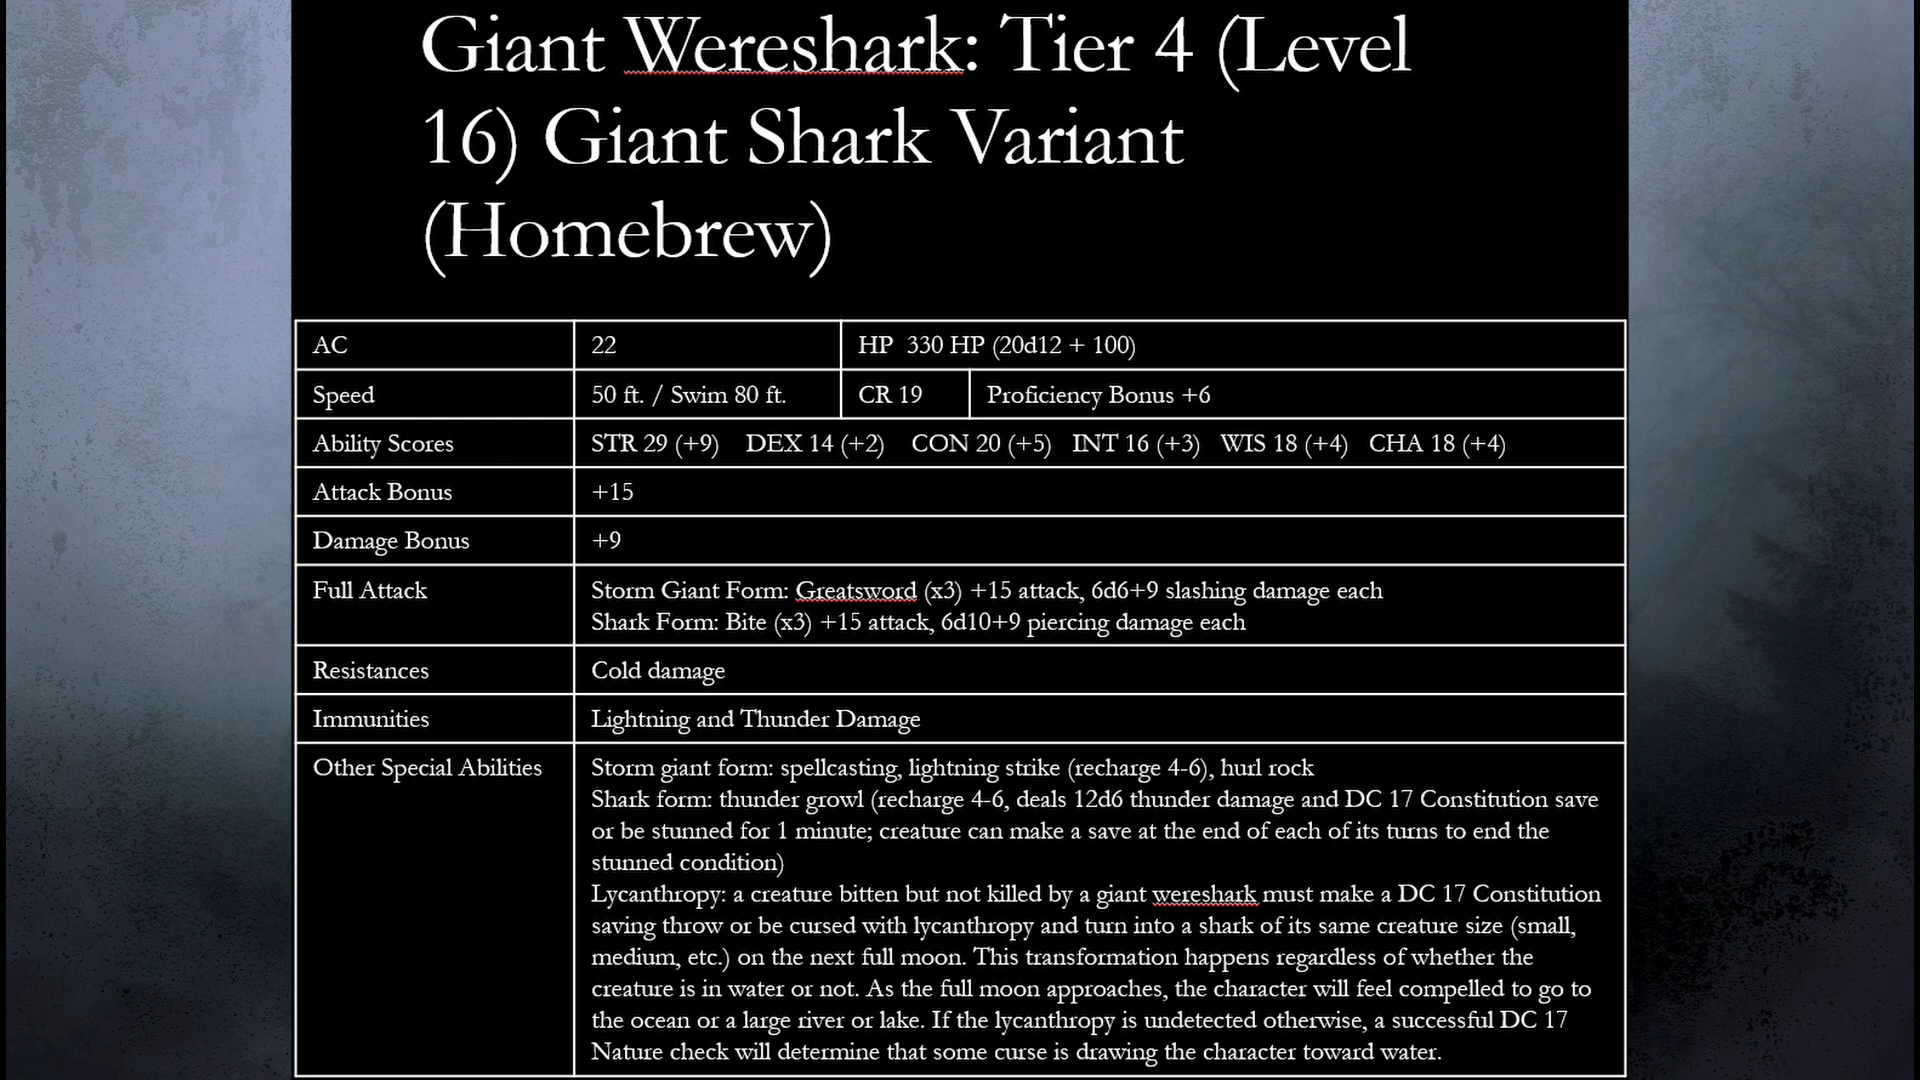 Giant Wereshark: Tier 4 (Level
16) Giant Shark Variant
(Homebrew)
AC 22 HP  330 HP (20d12 + 100)
Speed 50 ft. / Swim 80 ft. CR 19 Proficiency Bonus +6
Ability Scores STR 29 (+9) DEX 14 (+2) CON 20 (+5) INT 16 (+3) WIS 18 (+4) CHA 18 (+4)
Attack Bonus +15
Damage Bonus +9
Full Attack Storm Giant Form: Greatsword (x3) +15 attack, 6d6+9 slashing damage each
Shark Form: Bite (x3) +15 attack, 6d10+9 piercing damage each
Resistances Cold damage
Immunities Lightning and Thunder Damage
Other Special Abilities Storm giant form: spellcasting, lightning strike (recharge 4-6), hurl rock
Shark form: thunder growl (recharge 4-6, deals 12d6 thunder damage and DC 17 Constitution save
or be stunned for 1 minute; creature can make a save at the end of each of its turns to end the
stunned condition)
Lycanthropy: a creature bitten but not killed by a giant wereshark must make a DC 17 Constitution
saving throw or be cursed with lycanthropy and turn into a shark of its same creature size (small,
medium, etc.) on the next full moon. This transformation happens regardless of whether the
creature is in water or not. As the full moon approaches, the character will feel compelled to go to
the ocean or a large river or lake. If the lycanthropy is undetected otherwise, a successful DC 17
Nature check will determine that some curse is drawing the character toward water.